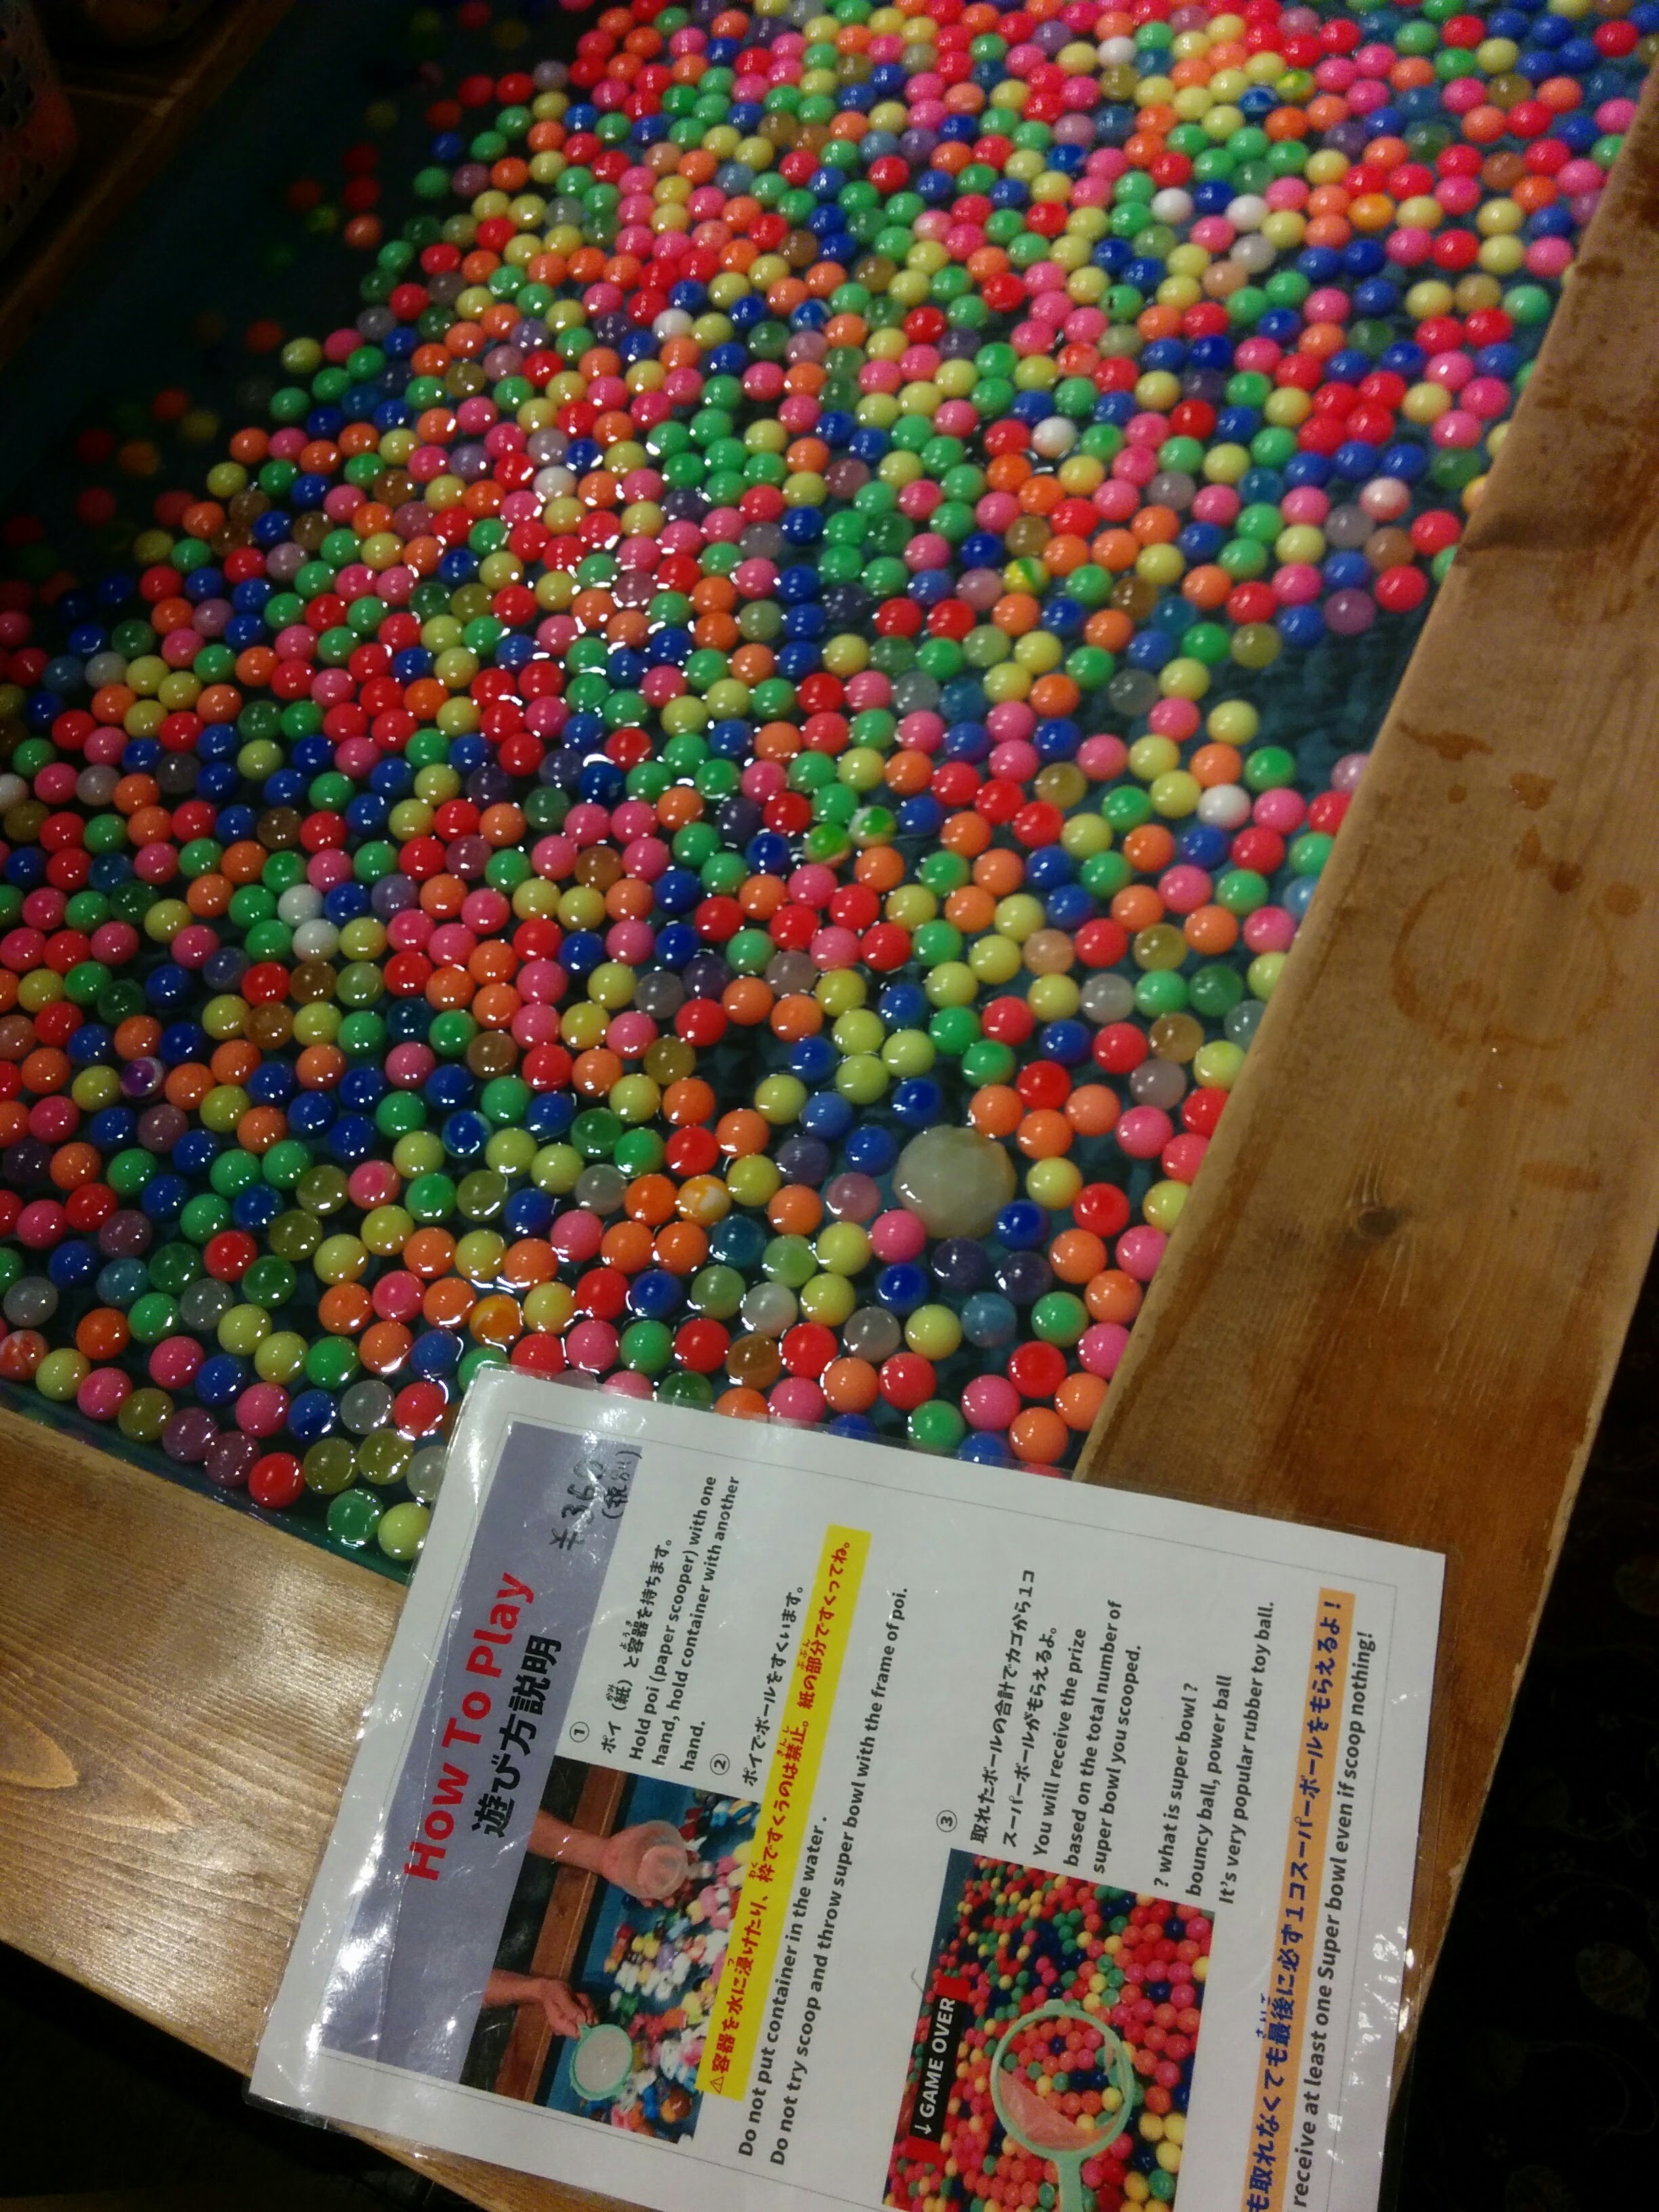 How To Play
遊び方説明
¥360
(税別)
①
ポイ（紙）と容器を持ちます。
Hold poi (paper scooper) with one
hand, hold container with another
hand.
②
ポイでボールをすくいます。
⚠容器を水に浸けたり、枠ですくうのは禁止。紙の部分ですくってね。
Do not put container in the water .
Do not try scoop and throw super bowl with the frame of poi.
↓ GAME OVER
③
取れたボールの合計でカゴから１コ
スーパーボールがもらえるよ。
You will receive the prize
based on the total number of
super bowl you scooped.
? what is super bowl ?
bouncy ball, power ball
It's very popular rubber toy ball.
も取れなくても最後に必ず１コスーパーボールをもらえるよ！
receive at least one Super bowl even if scoop nothing!